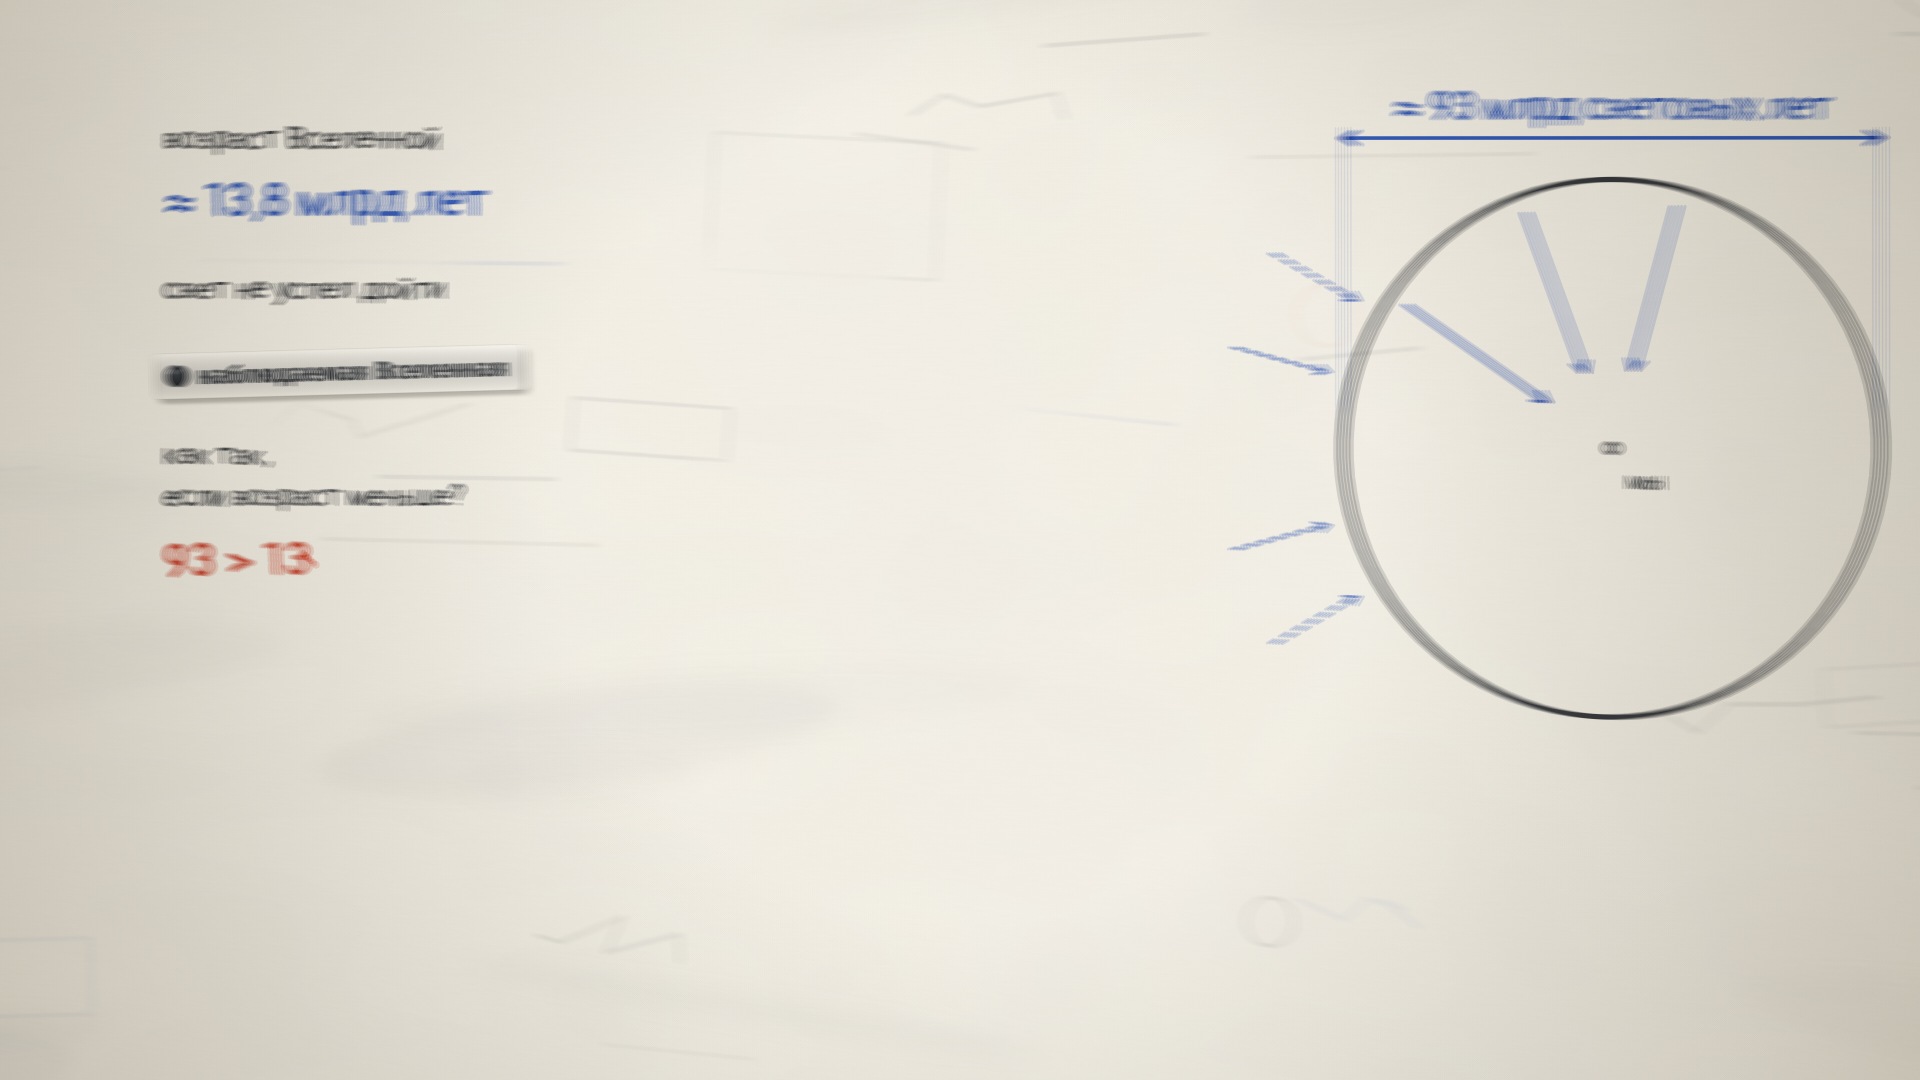 возраст Вселенной
≈ 13,8 млрд лет
свет не успел дойти
наблюдаемая Вселенная
как так,
если возраст меньше?
93 > 13
≈ 93 млрд световых лет
мы